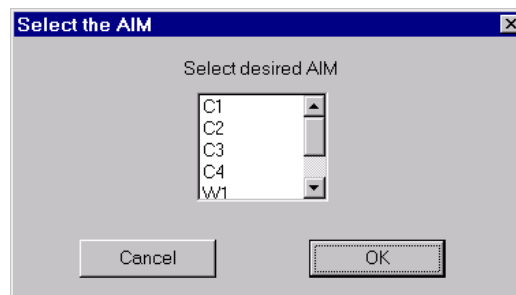 Select the AIM
Select desired AIM
C1
C2
C3
C4
W1
Cancel
OK